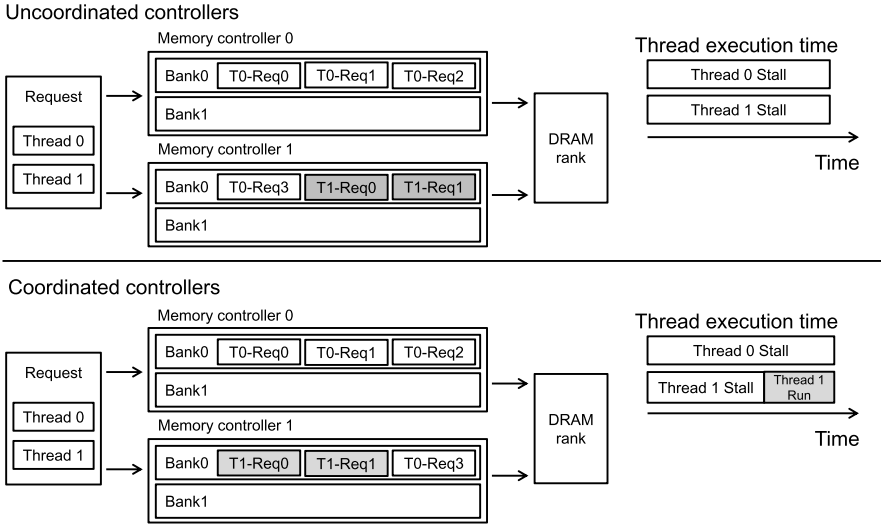 Uncoordinated controllers
Memory controller 0
Request
Thread 0
Thread 1
Bank0 T0-Req0 T0-Req1 T0-Req2
Bank1
Memory controller 1
Bank0 T0-Req3 T1-Req0 T1-Req1
Bank1
DRAM
rank
Thread execution time
Thread 0 Stall
Thread 1 Stall
Time
Coordinated controllers
Memory controller 0
Request
Thread 0
Thread 1
Bank0 T0-Req0 T0-Req1 T0-Req2
Bank1
Memory controller 1
Bank0 T1-Req0 T1-Req1 T0-Req3
Bank1
DRAM
rank
Thread execution time
Thread 0 Stall
Thread 1 Stall
Thread 1
Run
Time